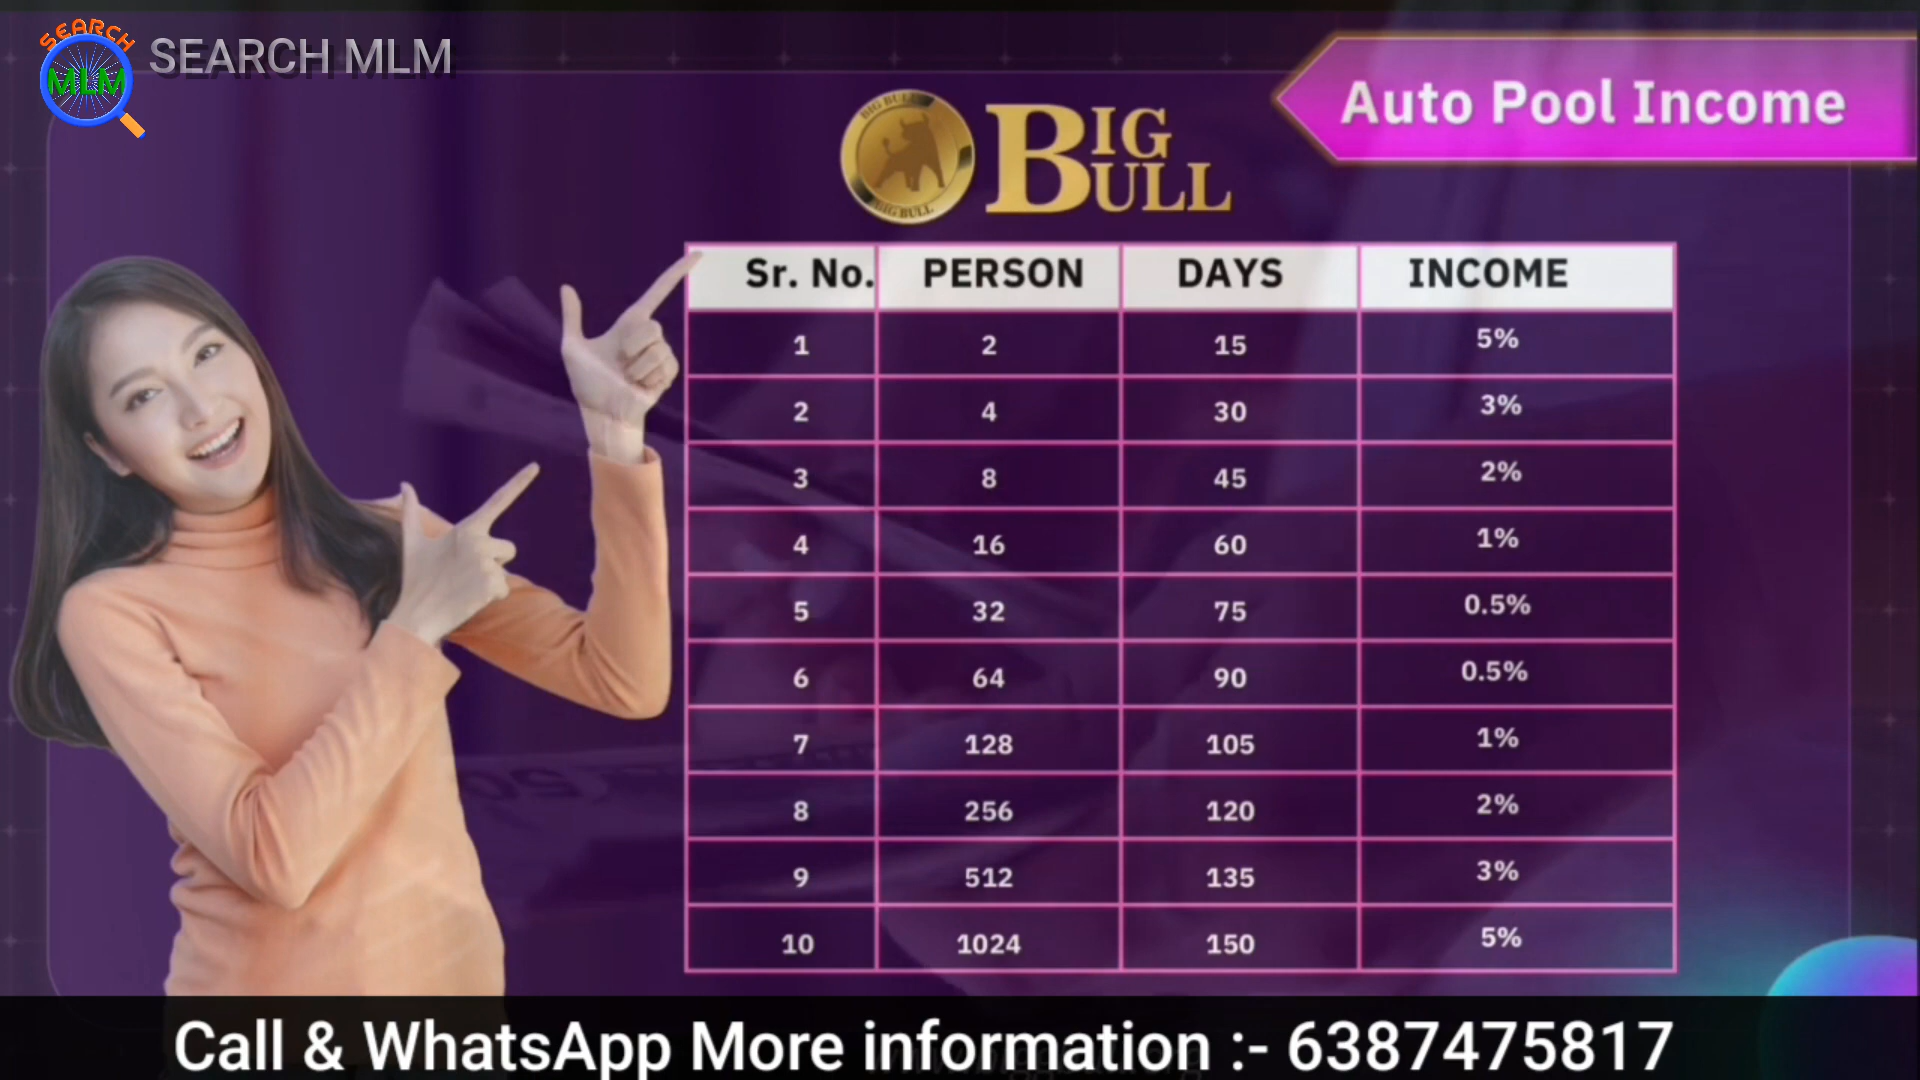 SEARCH
MLM
SEARCH MLM
Auto Pool Income
BIG BULL
BIG BULL
BIG
BULL
Sr. No. PERSON DAYS INCOME
1 2 15 5%
2 4 30 3%
3 8 45 2%
4 16 60 1%
5 32 75 0.5%
6 64 90 0.5%
7 128 105 1%
8 256 120 2%
9 512 135 3%
10 1024 150 5%
Call & WhatsApp More information :- 6387475817